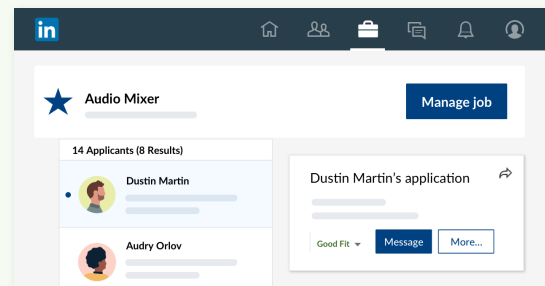 in
Audio Mixer
Manage job
14 Applicants (8 Results)
Dustin Martin
Audry Orlov
Dustin Martin's application
Good Fit
Message
More...